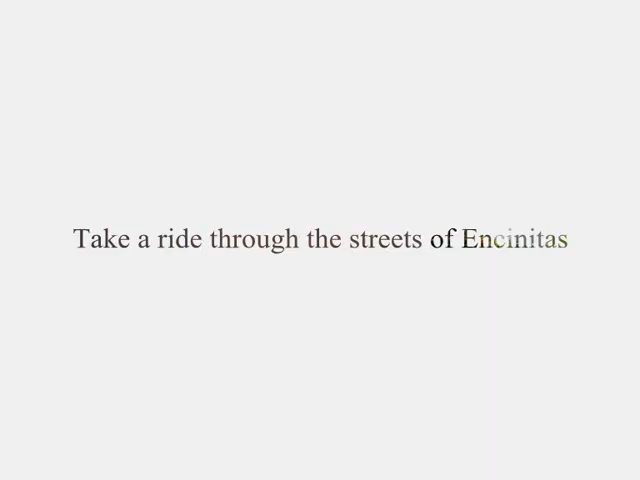 Take a ride through the streets of Encinitas